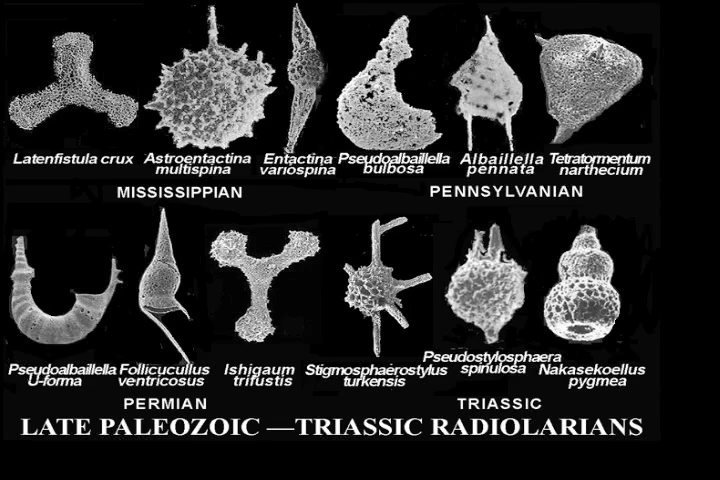 Latenfistula crux
Astroentactina
multispina
Entactina
variospina
Pseudoalbaillella
bulbosa
Albaillella
pennata
Tetratormentum
narthecium
MISSISSIPPIAN
PENNSYLVANIAN
Pseudoalbaillella
U-forma
Follicucullus
ventricosus
Ishigaum
trifustis
Stigmosphaerostylus
turkensis
Pseudostylosphaera
spinulosa
Nakasekoellus
pygmea
PERMIAN
TRIASSIC
LATE PALEOZOIC —TRIASSIC RADIOLARIANS